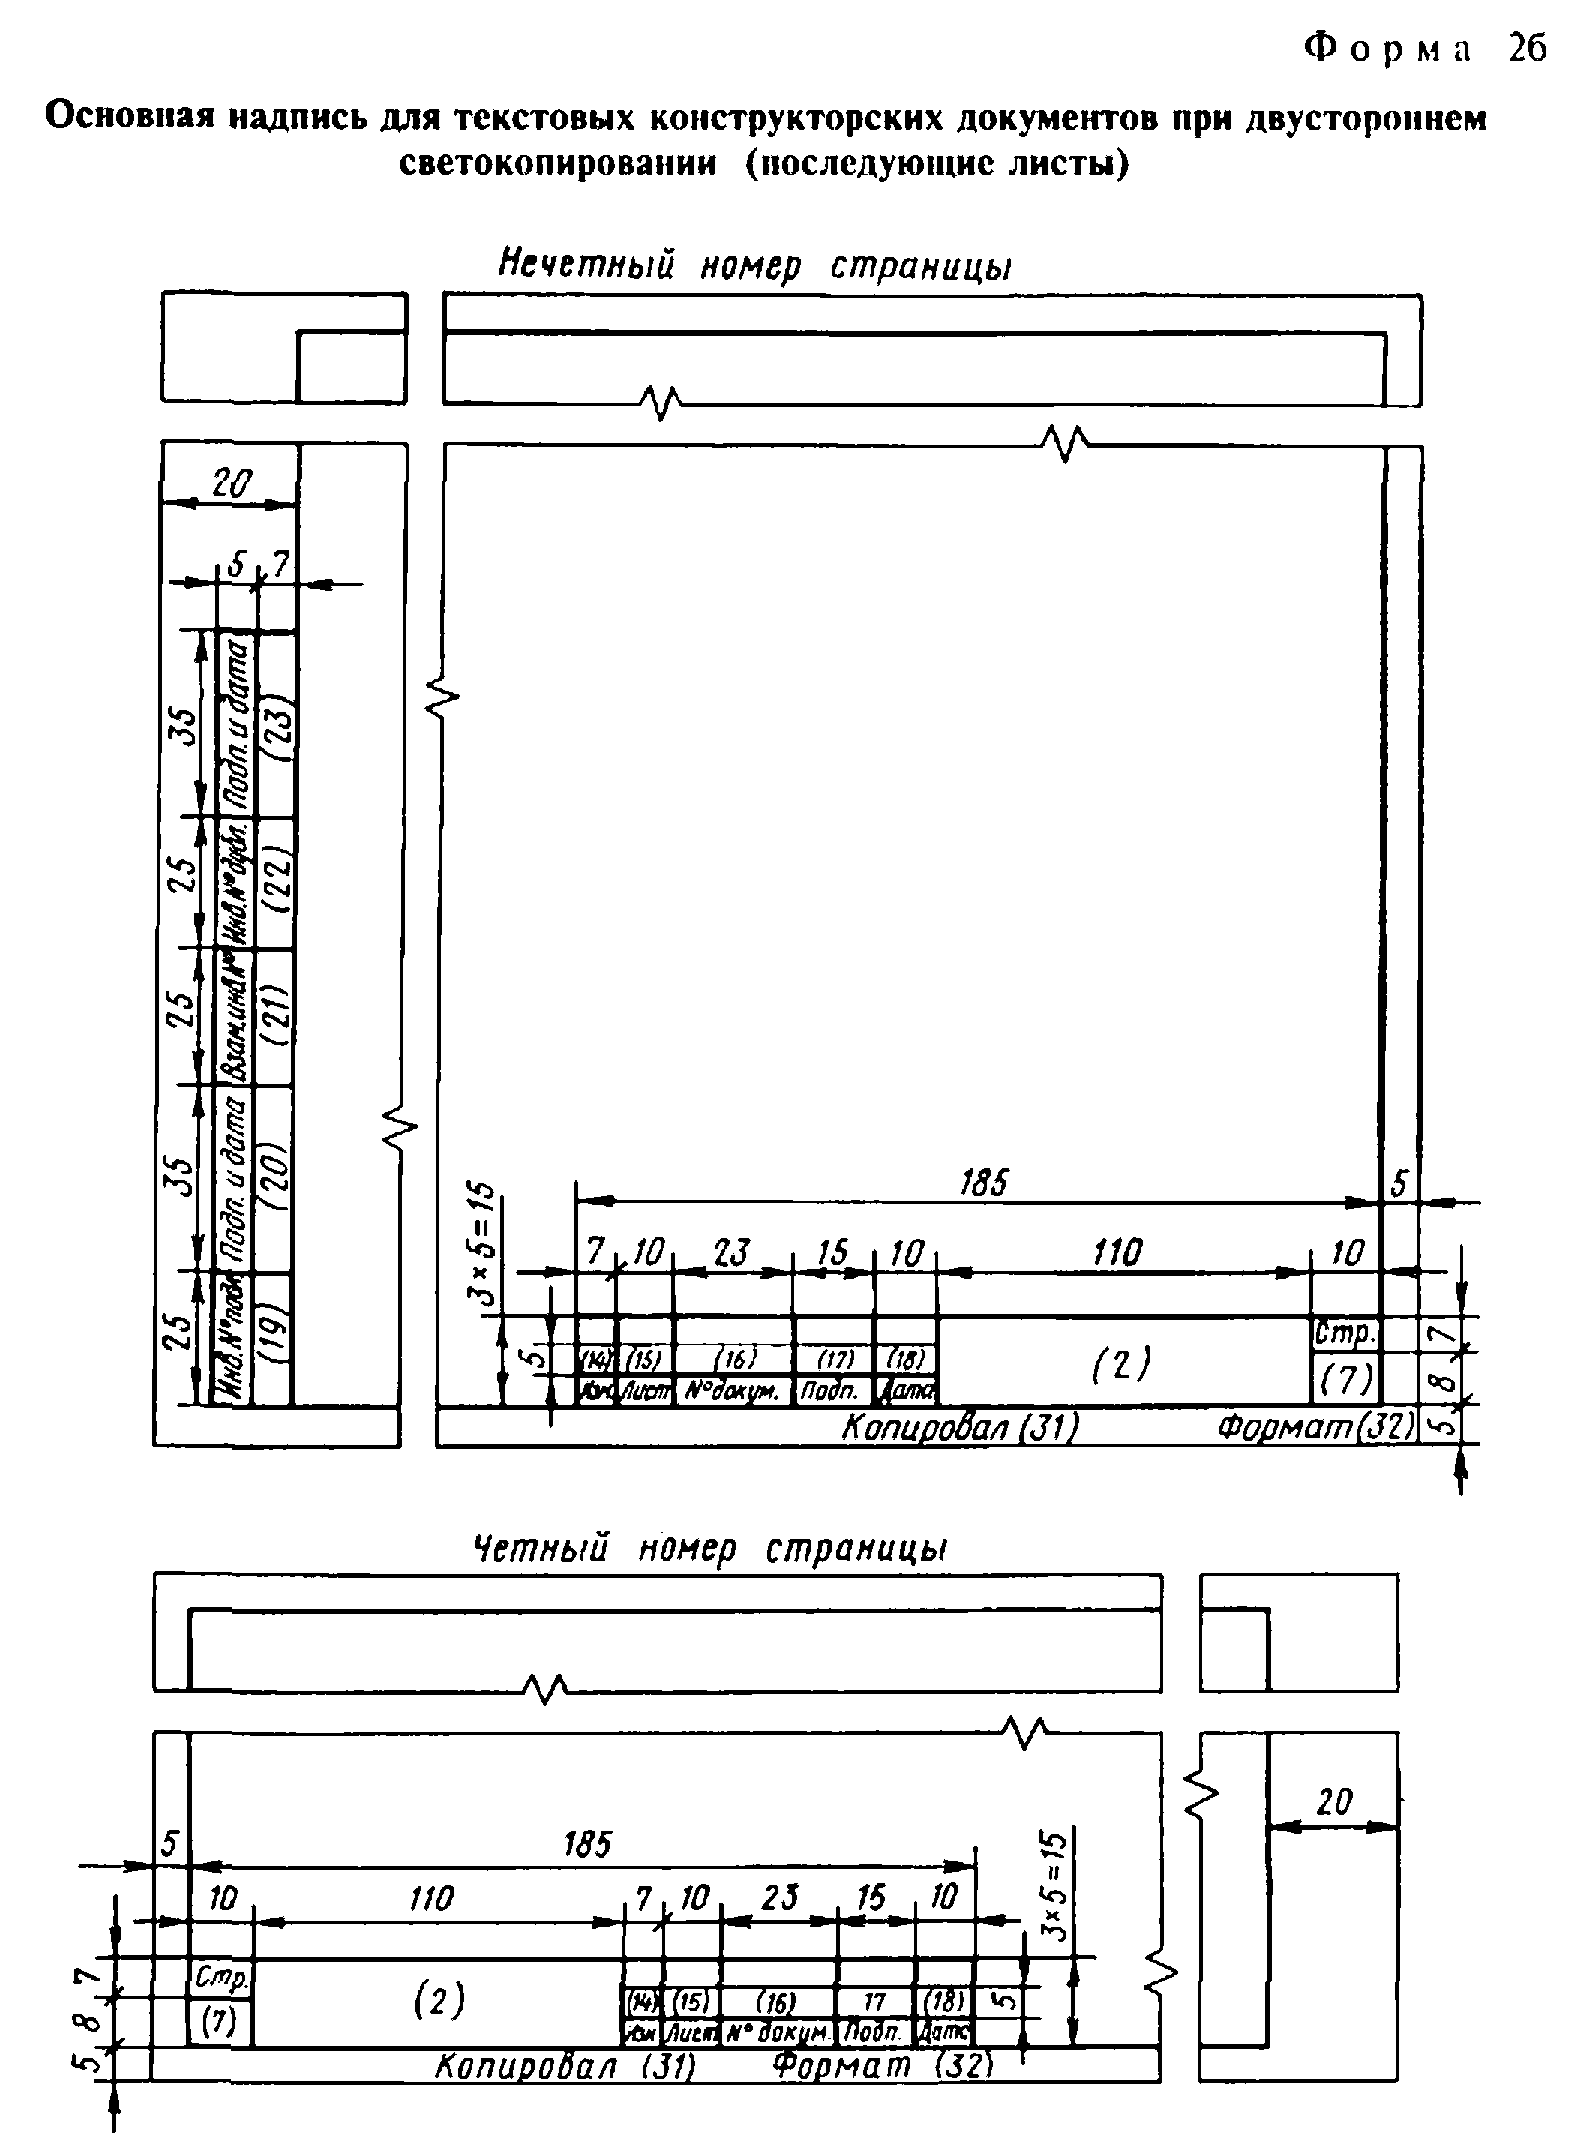 Форма 2б
Основная надпись для текстовых конструкторских документов при двустороннем
светокопировании (последующие листы)
Нечетный номер страницы
20
5 7
35
Подп. и дата
(23)
25
Инв.№ дубл.
(22)
25
Взам.инв.№
(21)
35
Подп. и дата
(20)
25
Инв.№ подл
(19)
185 5
3×5=15
7 10 23 15 10 110 10
5
Стр. 7
(14) (15) (16) (17) (18) (2)
(7) 8
Изм Лист №докум. Подп. Дата
Копировал (31) Формат (32) 5
Четный номер страницы
20
5 185
3×5=15
10 110 7 10 23 15 10
7 Стр.
(2)
(14) (15) (16) 17 (18) 5
8 (7)
Изм Лист № докум. Подп. Дата
5 Копировал (31) Формат (32)